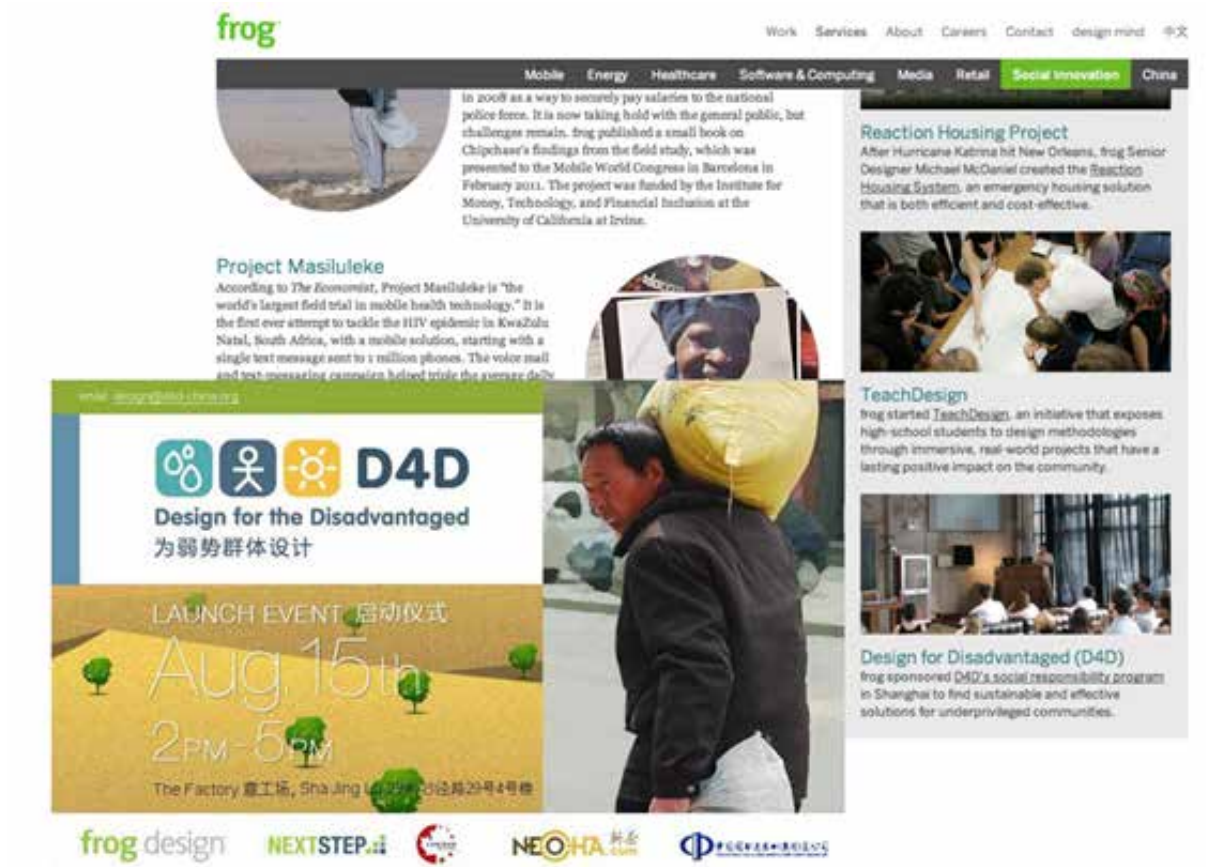 frog
Work Services About Careers Contact design mind 中文
Mobile Energy Healthcare Software & Computing Media Retail Social Innovation China
in 2008 as a way to securely pay salaries to the national
police force. It is now taking hold with the general public, but
challenges remain. frog published a small book on
Chipchase's findings from the field study, which was
presented to the Mobile World Congress in Barcelona in
February 2011. The project was funded by the Institute for
Money, Technology, and Financial Inclusion at the
University of California at Irvine.
Project Masiluleke
According to The Economist, Project Masiluleke is "the
world's largest field trial in mobile health technology." It is
the first ever attempt to tackle the HIV epidemic in KwaZulu
Natal, South Africa, with a mobile solution, starting with a
single text message sent to 1 million phones. The voice mail
and text-messaging campaign helped triple the average daily
Reaction Housing Project
After Hurricane Katrina hit New Orleans, frog Senior
Designer Michael McDaniel created the Reaction
Housing System, an emergency housing solution
that is both efficient and cost-effective.
TeachDesign
frog started TeachDesign, an initiative that exposes
high-school students to design methodologies
through immersive, real-world projects that have a
lasting positive impact on the community.
Design for Disadvantaged (D4D)
frog sponsored D4D's social responsibility program
in Shanghai to find sustainable and effective
solutions for underprivileged communities.
D4D
Design for the Disadvantaged
为弱势群体设计
LAUNCH EVENT 启动仪式
Aug. 15th
2PM-5PM
The Factory 意工场, Sha Jing 29号4号楼
frog design NEXTSTEP NEOCHA.com